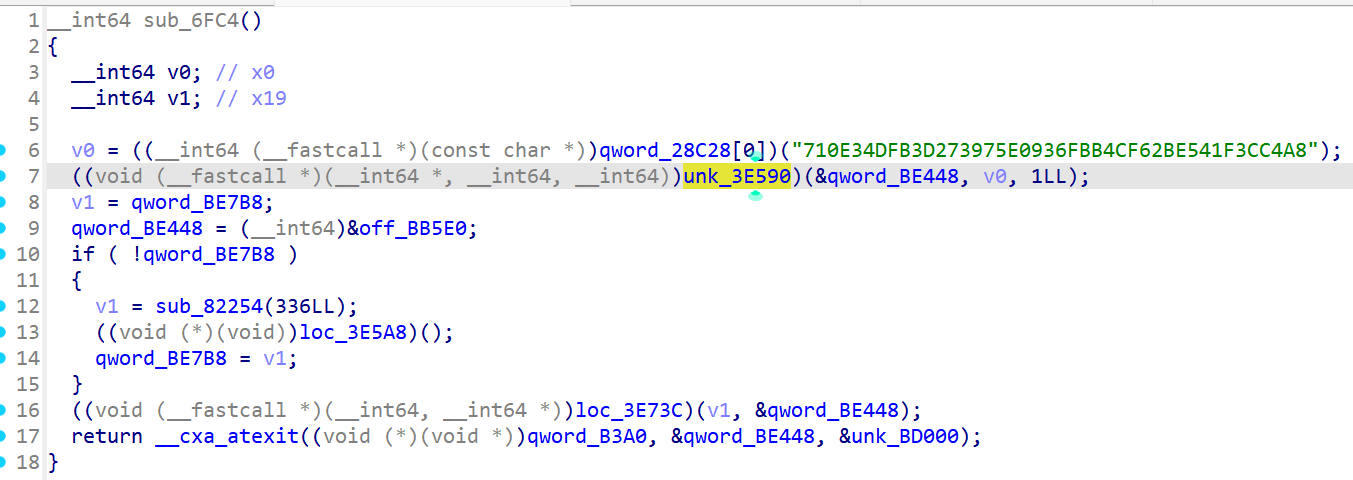 1 __int64 sub_6FC4()
2 {
3   __int64 v0; // x0
4   __int64 v1; // x19
5
6   v0 = ((__int64 (__fastcall *)(const char *))qword_28C28[0])("710E34DFB3D273975E0936FBB4CF62BE541F3CC4A8");
7   ((void (__fastcall *)(__int64 *, __int64, __int64))unk_3E590)(&qword_BE448, v0, 1LL);
8   v1 = qword_BE7B8;
9   qword_BE448 = (__int64)&off_BB5E0;
10   if ( !qword_BE7B8 )
11   {
12     v1 = sub_82254(336LL);
13     ((void (*)(void))loc_3E5A8)();
14     qword_BE7B8 = v1;
15   }
16   ((void (__fastcall *)(__int64, __int64 *))loc_3E73C)(v1, &qword_BE448);
17   return __cxa_atexit((void (*)(void *))qword_B3A0, &qword_BE448, &unk_BD000);
18 }